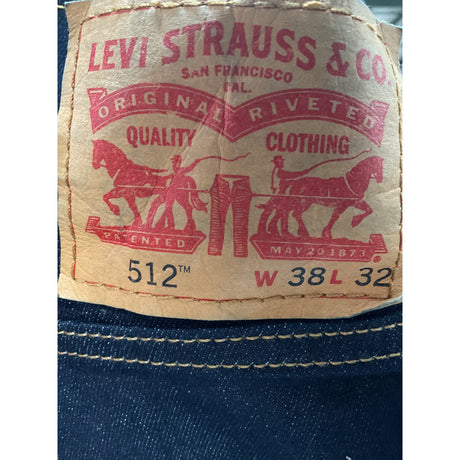 LEVI STRAUSS & CO.
SAN FRANCISCO
CAL.
ORIGINAL RIVETED
QUALITY CLOTHING
PATENTED MAY 20 1873
512™ W 38 L 32